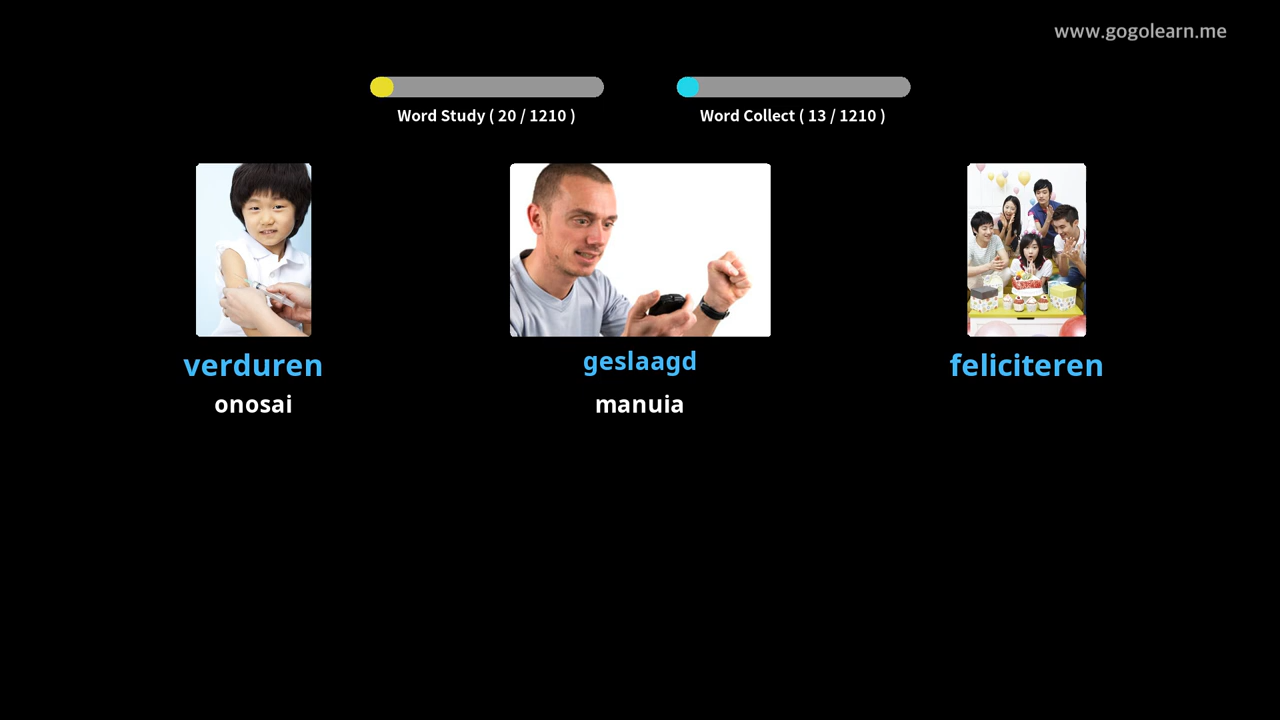 www.gogolearn.me
Word Study ( 20 / 1210 )
Word Collect ( 13 / 1210 )
verduren
geslaagd
feliciteren
onosai
manuia